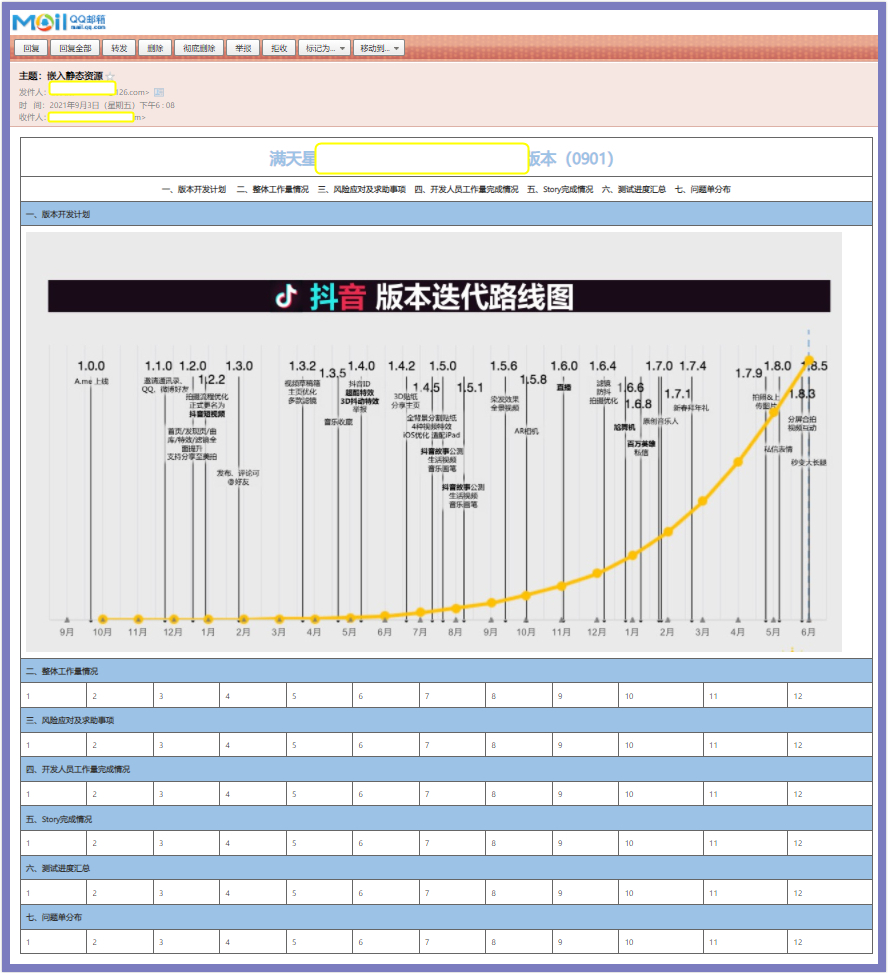 Mail QQ邮箱
mail.qq.com
回复 回复全部 转发 删除 彻底删除 举报 拒收 标记为... 移动到...
主题：嵌入静态资源
发件人： 126.com>
时 间：2021年9月3日（星期五）下午6:08
收件人： m>
满天星 版本（0901）
一、版本开发计划 二、整体工作量情况 三、风险应对及求助事项 四、开发人员工作量完成情况 五、Story完成情况 六、测试进度汇总 七、问题单分布
一、版本开发计划
抖音 版本迭代路线图
1.0.0
A.me 上线
1.1.0
邀请通讯录、
QQ、微博好友
1.2.0
拍摄流程优化
正式更名为
抖音短视频
1.2.2
首页/发现页/曲
库/特效/滤镜全
面提升
支持分享至美拍
1.3.0
发布、评论可
@好友
1.3.2
视频草稿箱
主页优化
多款滤镜
1.3.5
音乐收藏
1.4.0
抖音ID
超酷特效
3D抖动特效
举报
1.4.2
3D贴纸
分享主页
1.4.5
全背景分割贴纸
4种视频特效
iOS优化 适配iPad
1.5.0
抖音故事公测
生活视频
音乐画笔
1.5.1
抖音故事公测
生活视频
音乐画笔
1.5.6
染发效果
全景视频
1.5.8
AR相机
1.6.0
直播
1.6.4
滤镜
防抖
拍摄优化
1.6.6
尬舞机
1.6.8
百万英雄
私信
1.7.0
原创音乐人
1.7.1
1.7.4
新春拜年礼
1.7.9
拍照&上
传图片
1.8.0
私信表情
1.8.3
分屏合拍
视频互动
1.8.5
秒变大长腿
9月 10月 11月 12月 1月 2月 3月 4月 5月 6月 7月 8月 9月 10月 11月 12月 1月 2月 3月 4月 5月 6月
二、整体工作量情况
1 2 3 4 5 6 7 8 9 10 11 12
三、风险应对及求助事项
1 2 3 4 5 6 7 8 9 10 11 12
四、开发人员工作量完成情况
1 2 3 4 5 6 7 8 9 10 11 12
五、Story完成情况
1 2 3 4 5 6 7 8 9 10 11 12
六、测试进度汇总
1 2 3 4 5 6 7 8 9 10 11 12
七、问题单分布
1 2 3 4 5 6 7 8 9 10 11 12